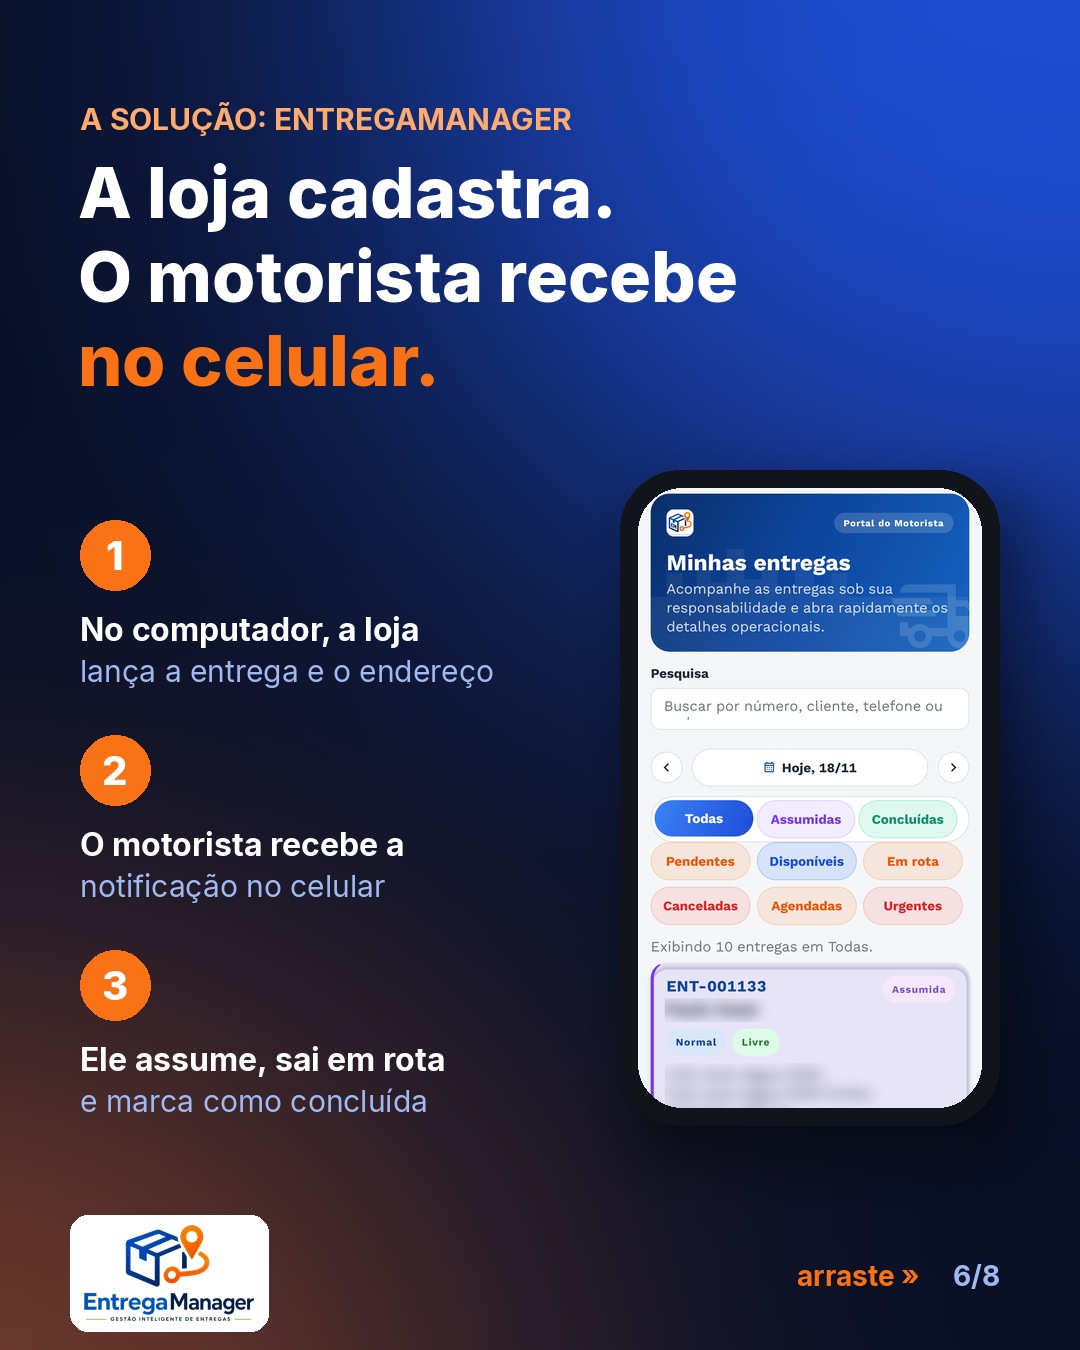 A SOLUÇÃO: ENTREGAMANAGER
A loja cadastra.
O motorista recebe
no celular.
1
No computador, a loja
lança a entrega e o endereço
2
O motorista recebe a
notificação no celular
3
Ele assume, sai em rota
e marca como concluída
Portal do Motorista
Minhas entregas
Acompanhe as entregas sob sua
responsabilidade e abra rapidamente os
detalhes operacionais.
Pesquisa
Buscar por número, cliente, telefone ou
Hoje, 18/11
Todas Assumidas Concluídas
Pendentes Disponíveis Em rota
Canceladas Agendadas Urgentes
Exibindo 10 entregas em Todas.
ENT-001133
Assumida
Normal Livre
EntregaManager
GESTÃO INTELIGENTE DE ENTREGAS
arraste » 6/8